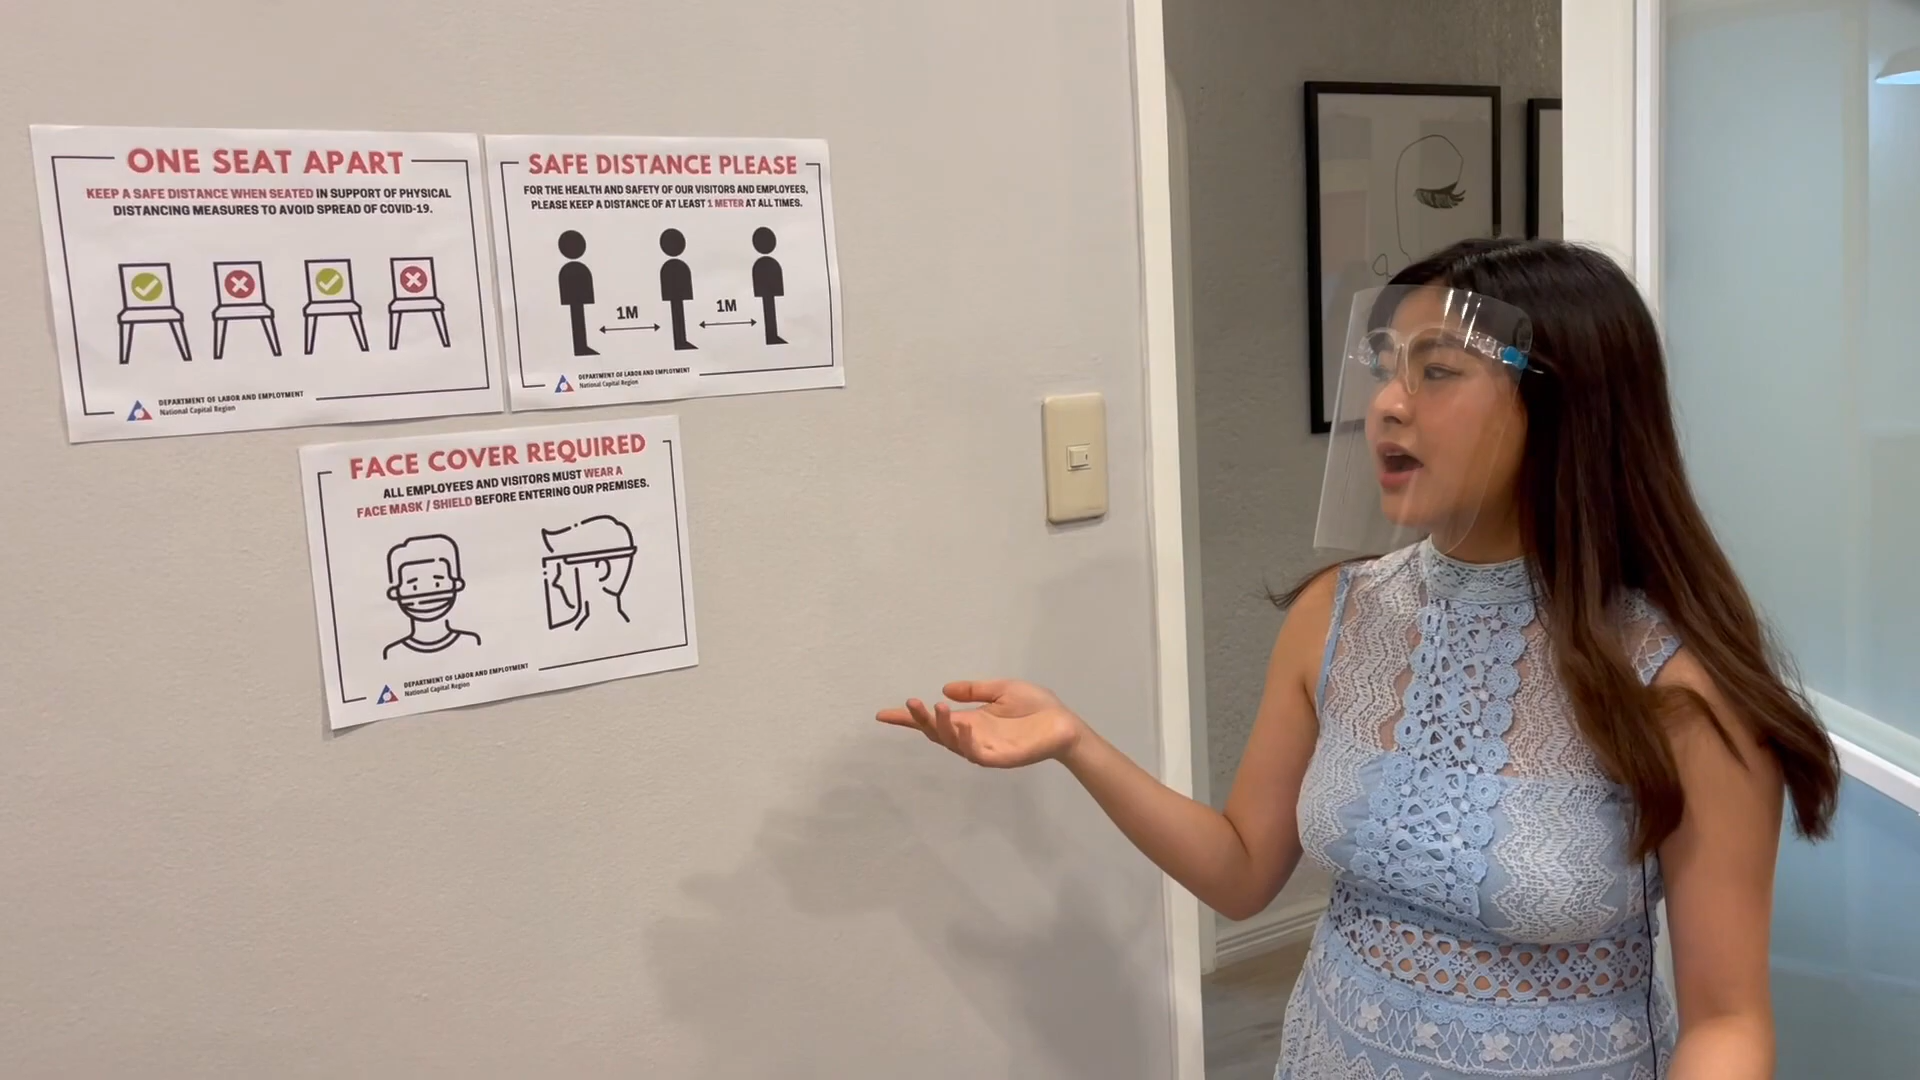 ONE SEAT APART
KEEP A SAFE DISTANCE WHEN SEATED IN SUPPORT OF PHYSICAL
DISTANCING MEASURES TO AVOID SPREAD OF COVID-19.
DEPARTMENT OF LABOR AND EMPLOYMENT
National Capital Region
SAFE DISTANCE PLEASE
FOR THE HEALTH AND SAFETY OF OUR VISITORS AND EMPLOYEES,
PLEASE KEEP A DISTANCE OF AT LEAST 1 METER AT ALL TIMES.
1M 1M
DEPARTMENT OF LABOR AND EMPLOYMENT
National Capital Region
FACE COVER REQUIRED
ALL EMPLOYEES AND VISITORS MUST WEAR A
FACE MASK / SHIELD BEFORE ENTERING OUR PREMISES.
DEPARTMENT OF LABOR AND EMPLOYMENT
National Capital Region